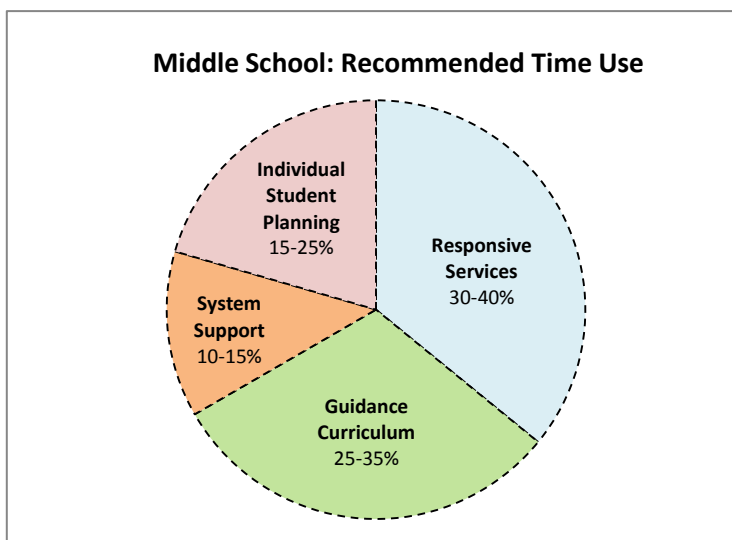 Middle School: Recommended Time Use
Individual
Student
Planning
15-25%
Responsive
Services
30-40%
System
Support
10-15%
Guidance
Curriculum
25-35%